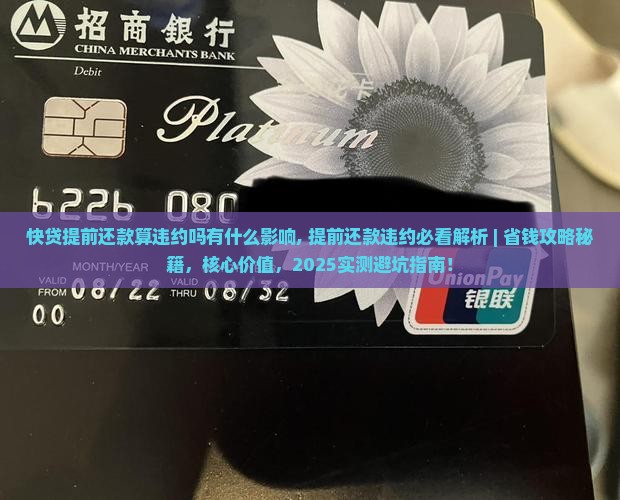 招商銀行
CHINA MERCHANTS BANK
Debit
Platinum
6226 080
快贷提前还款算违约吗有什么影响, 提前还款违约必看解析 | 省钱攻略秘
籍，核心价值，2025实测避坑指南！
MONTH/YEAR
VALID FROM 08/22 VALID THRU 08/32
UnionPay
银联
00